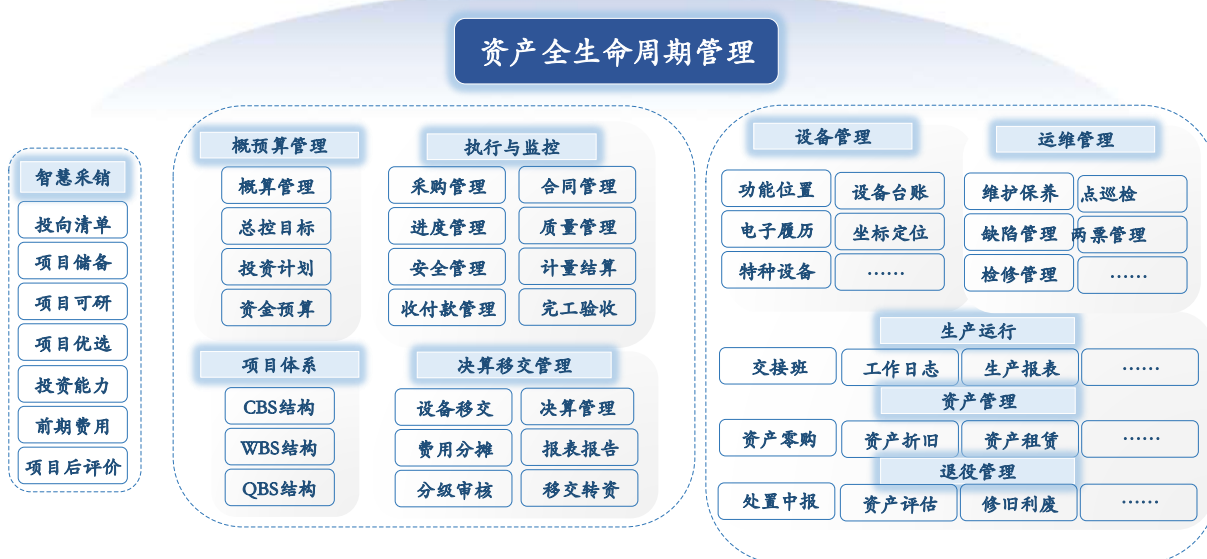 资产全生命周期管理
智慧采销
投向清单
项目储备
项目可研
项目优选
投资能力
前期费用
项目后评价
概预算管理
概算管理
总控目标
投资计划
资金预算
执行与监控
采购管理 合同管理
进度管理 质量管理
安全管理 计量结算
收付款管理 完工验收
项目体系
CBS结构
WBS结构
QBS结构
决算移交管理
设备移交 决算管理
费用分摊 报表报告
分级审核 移交转资
设备管理
功能位置 设备台账
电子履历 坐标定位
特种设备 ……
运维管理
维护保养 点巡检
缺陷管理 两票管理
检修管理 ……
生产运行
交接班 工作日志 生产报表 ……
资产管理
资产零购 资产折旧 资产租赁 ……
退役管理
处置申报 资产评估 修旧利废 ……